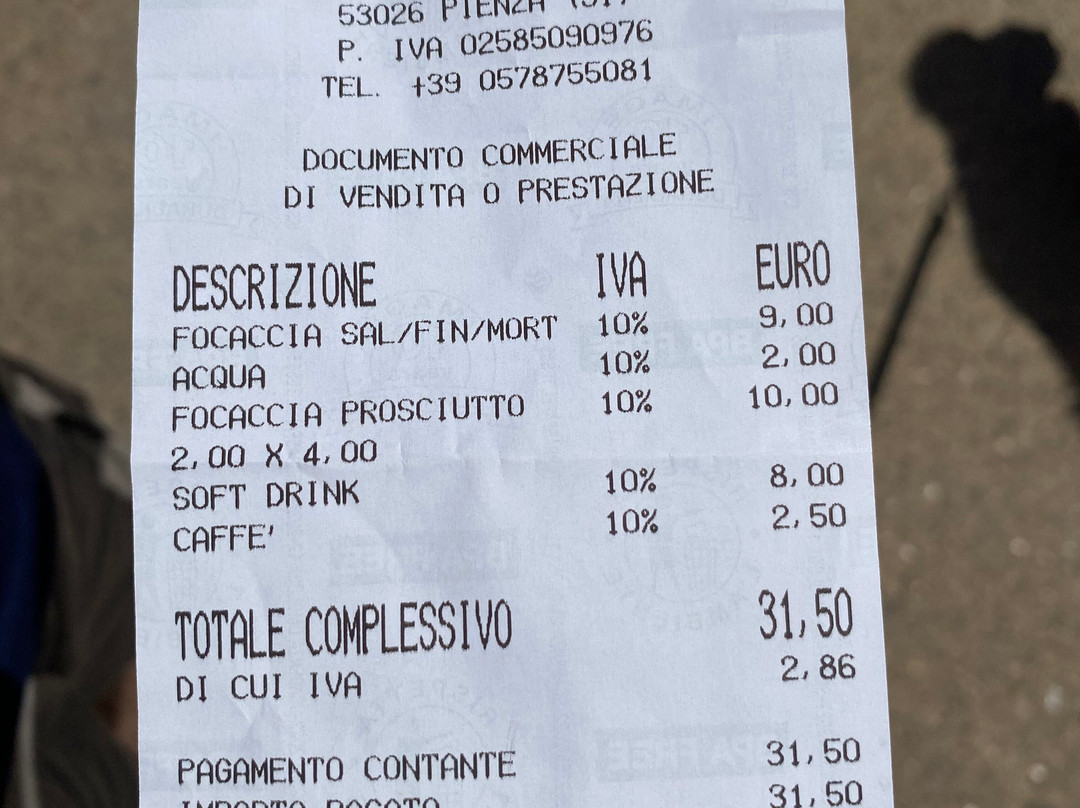 53026 PIENZA (SI)
P. IVA 02585090976
TEL. +39 0578755081
DOCUMENTO COMMERCIALE
DI VENDITA O PRESTAZIONE
DESCRIZIONE IVA EURO
FOCACCIA SAL/FIN/MORT 10% 9,00
ACQUA 10% 2,00
FOCACCIA PROSCIUTTO 10% 10,00
2,00 X 4,00
SOFT DRINK 10% 8,00
CAFFE' 10% 2,50
TOTALE COMPLESSIVO 31,50
DI CUI IVA 2,86
PAGAMENTO CONTANTE 31,50
IMPORTO PAGATO 31,50